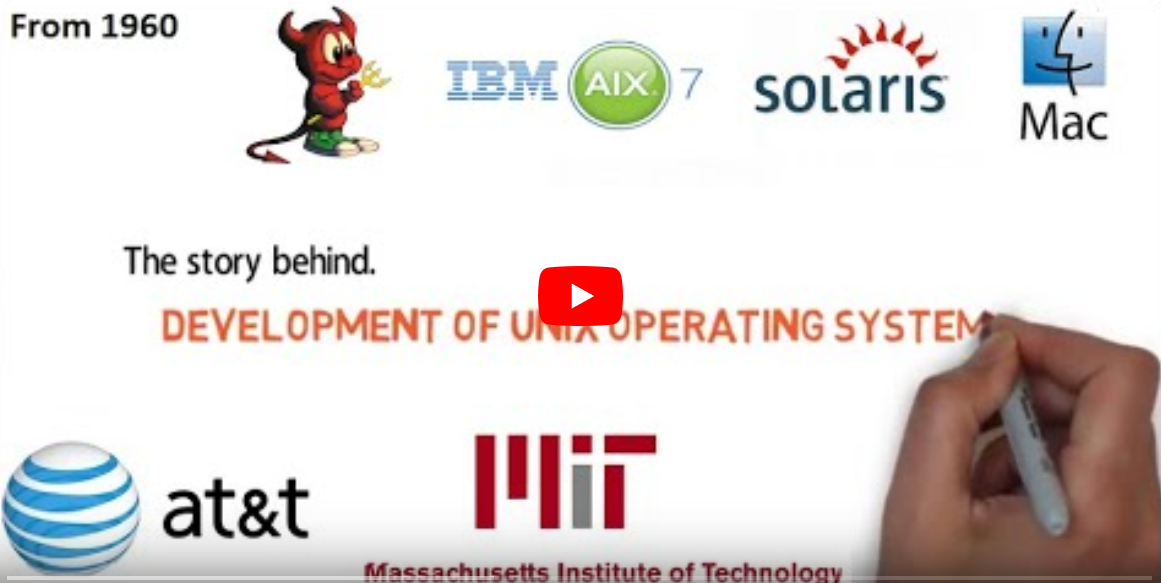 From 1960
IBM AIX 7
solaris
Mac
The story behind.
DEVELOPMENT OF UNIX OPERATING SYSTEM
at&t
MiT
Massachusetts Institute of Technology